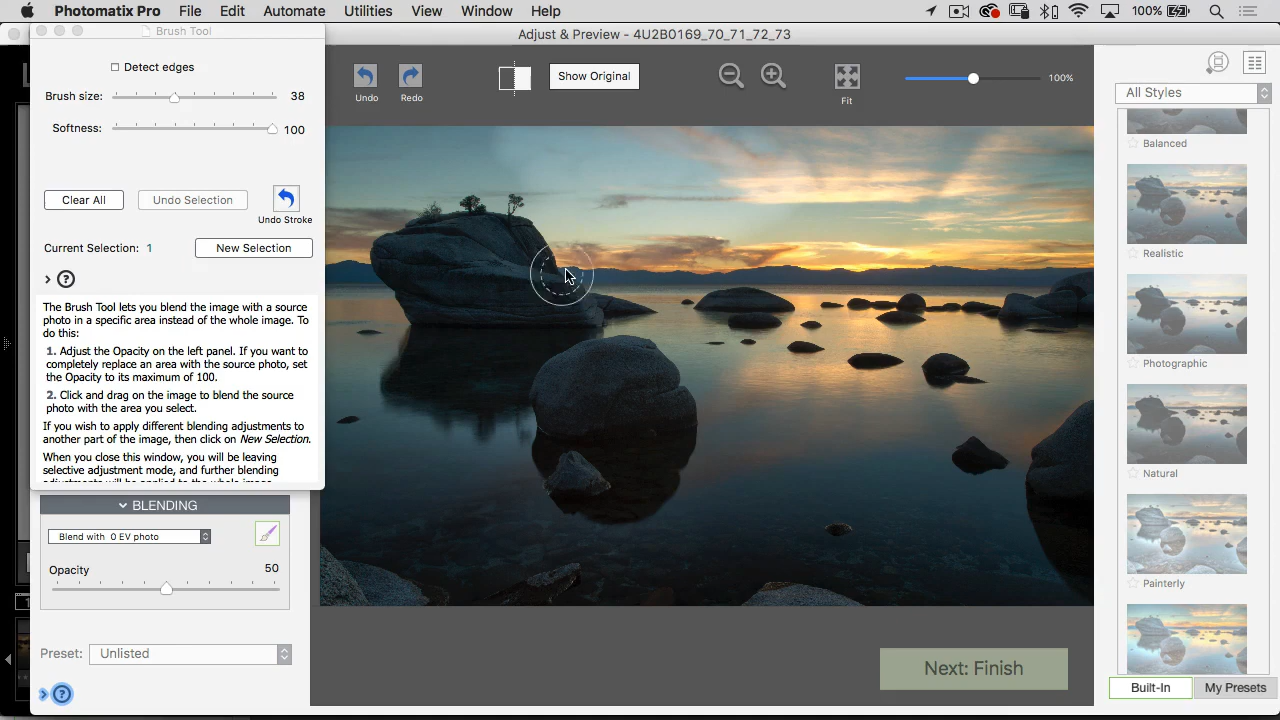 Photomatix Pro File Edit Automate Utilities View Window Help 100%
Brush Tool
Adjust & Preview - 4U2B0169_70_71_72_73
Detect edges
Brush size: 38
Softness: 100
Clear All Undo Selection
Undo Stroke
Current Selection: 1 New Selection
?
The Brush Tool lets you blend the image with a source
photo in a specific area instead of the whole image. To
do this:
1. Adjust the Opacity on the left panel. If you want to
completely replace an area with the source photo, set
the Opacity to its maximum of 100.
2. Click and drag on the image to blend the source
photo with the area you select.
If you wish to apply different blending adjustments to
another part of the image, then click on New Selection.
When you close this window, you will be leaving
selective adjustment mode, and further blending
adjustments will be applied to the whole image
BLENDING
Blend with 0 EV photo
Opacity 50
Preset: Unlisted
?
Undo Redo
Show Original
Fit
100%
Next: Finish
All Styles
Balanced
Realistic
Photographic
Natural
Painterly
Built-In My Presets